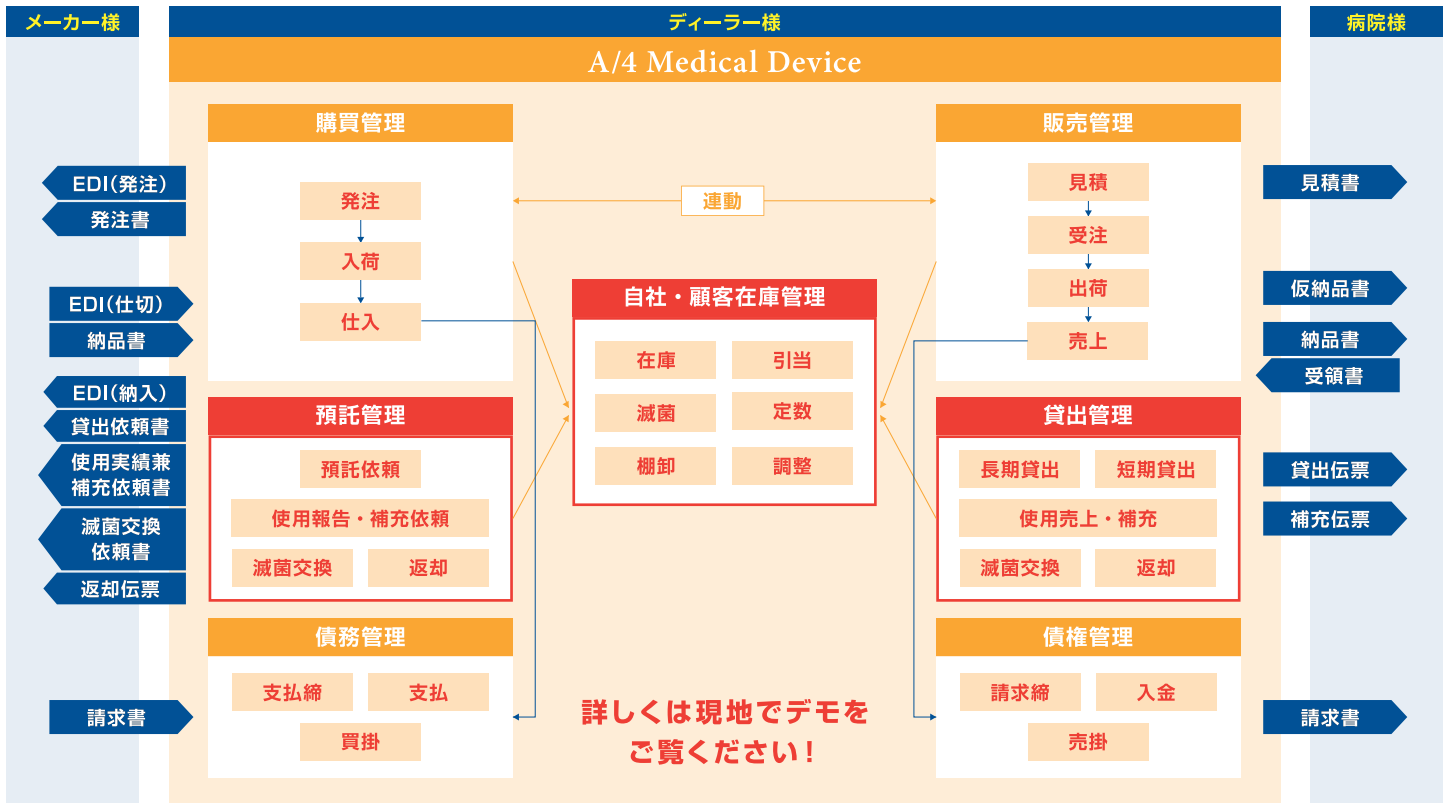 メーカー様
ディーラー様
病院様
A/4 Medical Device
EDI(発注)
発注書
EDI(仕切)
納品書
EDI(納入)
貸出依頼書
使用実績兼
補充依頼書
滅菌交換
依頼書
返却伝票
請求書
購買管理
発注
入荷
仕入
預託管理
預託依頼
使用報告・補充依頼
滅菌交換
返却
債務管理
支払締
支払
買掛
連動
自社・顧客在庫管理
在庫
引当
滅菌
定数
棚卸
調整
詳しくは現地でデモを
ご覧ください！
販売管理
見積
受注
出荷
売上
貸出管理
長期貸出
短期貸出
使用売上・補充
滅菌交換
返却
債権管理
請求締
入金
売掛
見積書
仮納品書
納品書
受領書
貸出伝票
補充伝票
請求書